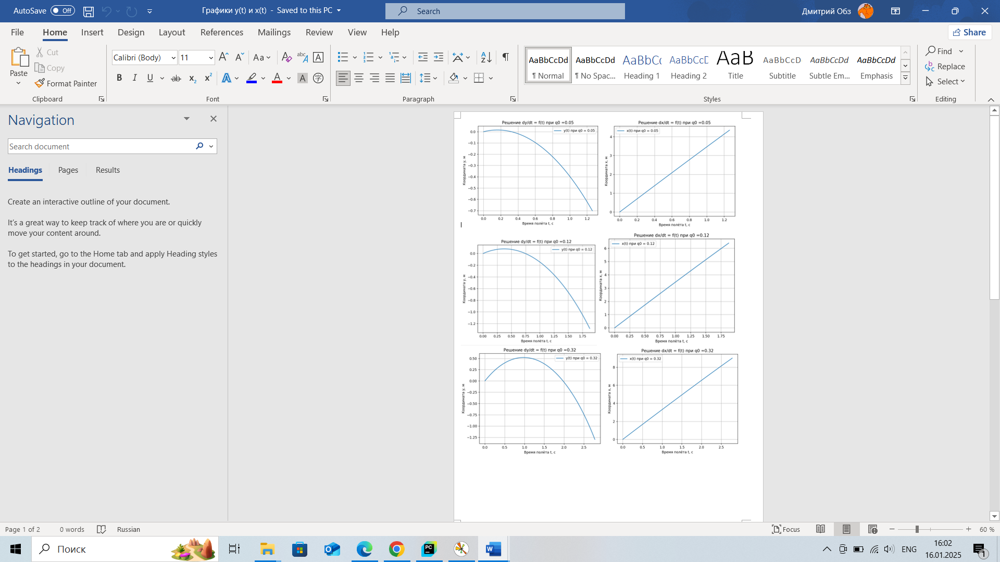 AutoSave Off Графики y(t) и x(t) - Saved to this PC Search Дмитрий Обз
File Home Insert Design Layout References Mailings Review View Help Share
Paste
Cut
Copy
Format Painter
Clipboard
Calibri (Body) 11 Aa
B I U ab x₂ x² A A A 字
Font
Paragraph
AaBbCcDd AaBbCcDd AaBbCc AaBbCcD AaB AaBbCcD AaBbCcDd AaBbCcDd
¶ Normal ¶ No Spac... Heading 1 Heading 2 Title Subtitle Subtle Em... Emphasis
Styles
Find
Replace
Select
Editing
Navigation
Search document
Headings Pages Results
Create an interactive outline of your document.
It's a great way to keep track of where you are or quickly
move your content around.
To get started, go to the Home tab and apply Heading styles
to the headings in your document.
Решение dy/dt = f(t) при q0 =0.05
y(t) при q0 = 0.05
Координата y, м
0.0
−0.1
−0.2
−0.3
−0.4
−0.5
−0.6
−0.7
0.0 0.2 0.4 0.6 0.8 1.0 1.2
Время полёта t, с
Решение dx/dt = f(t) при q0 =0.05
x(t) при q0 = 0.05
Координата x, м
4
3
2
1
0
0.0 0.2 0.4 0.6 0.8 1.0 1.2
Время полёта t, с
Решение dy/dt = f(t) при q0 =0.12
y(t) при q0 = 0.12
Координата y, м
0.0
−0.2
−0.4
−0.6
−0.8
−1.0
−1.2
0.00 0.25 0.50 0.75 1.00 1.25 1.50 1.75
Время полёта t, с
Решение dx/dt = f(t) при q0 =0.12
x(t) при q0 = 0.12
Координата x, м
6
5
4
3
2
1
0
0.00 0.25 0.50 0.75 1.00 1.25 1.50 1.75
Время полёта t, с
Решение dy/dt = f(t) при q0 =0.32
y(t) при q0 = 0.32
Координата y, м
0.50
0.25
0.00
−0.25
−0.50
−0.75
−1.00
−1.25
0.0 0.5 1.0 1.5 2.0 2.5
Время полёта t, с
Решение dx/dt = f(t) при q0 =0.32
x(t) при q0 = 0.32
Координата x, м
8
6
4
2
0
0.0 0.5 1.0 1.5 2.0 2.5
Время полёта t, с
Page 1 of 2 0 words Russian Focus 60 %
Поиск ENG
16:02
16.01.2025
1